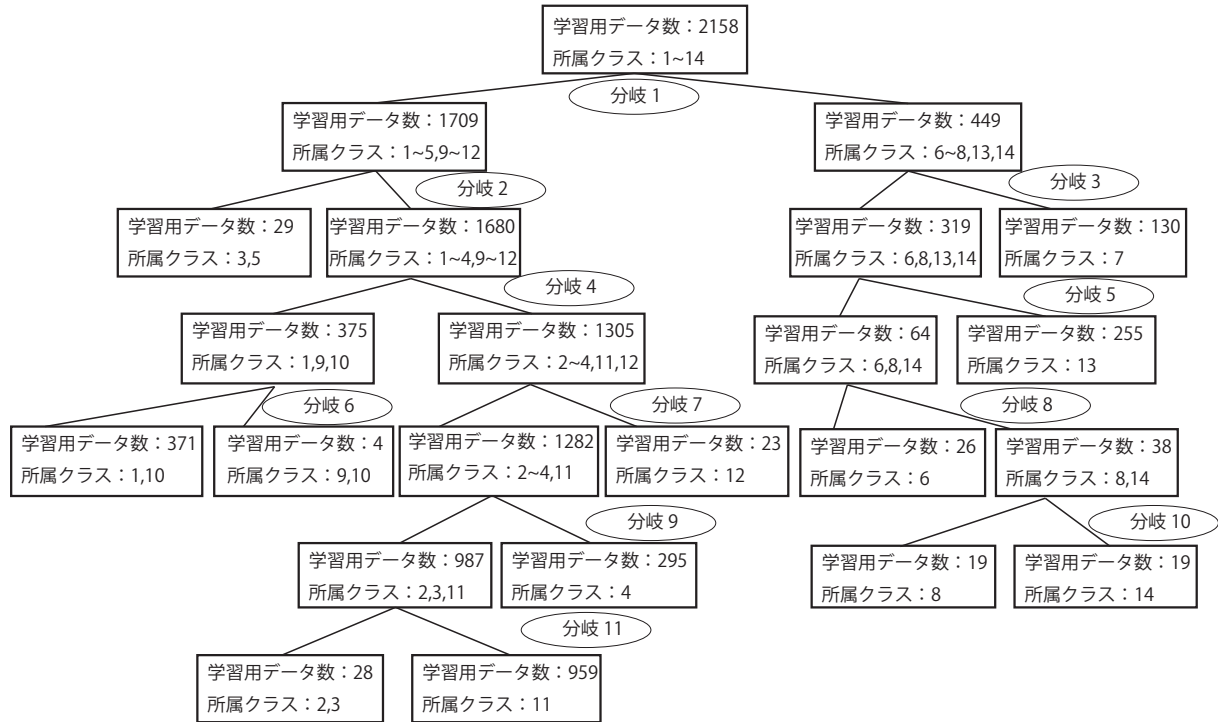 学習用データ数：2158
所属クラス：1~14
分岐 1
学習用データ数：1709
所属クラス：1~5,9~12
学習用データ数：449
所属クラス：6~8,13,14
分岐 2
分岐 3
学習用データ数：29
所属クラス：3,5
学習用データ数：1680
所属クラス：1~4,9~12
学習用データ数：319
所属クラス：6,8,13,14
学習用データ数：130
所属クラス：7
分岐 4
分岐 5
学習用データ数：375
所属クラス：1,9,10
学習用データ数：1305
所属クラス：2~4,11,12
学習用データ数：64
所属クラス：6,8,14
学習用データ数：255
所属クラス：13
分岐 6
分岐 7
分岐 8
学習用データ数：371
所属クラス：1,10
学習用データ数：4
所属クラス：9,10
学習用データ数：1282
所属クラス：2~4,11
学習用データ数：23
所属クラス：12
学習用データ数：26
所属クラス：6
学習用データ数：38
所属クラス：8,14
分岐 9
分岐 10
学習用データ数：987
所属クラス：2,3,11
学習用データ数：295
所属クラス：4
学習用データ数：19
所属クラス：8
学習用データ数：19
所属クラス：14
分岐 11
学習用データ数：28
所属クラス：2,3
学習用データ数：959
所属クラス：11